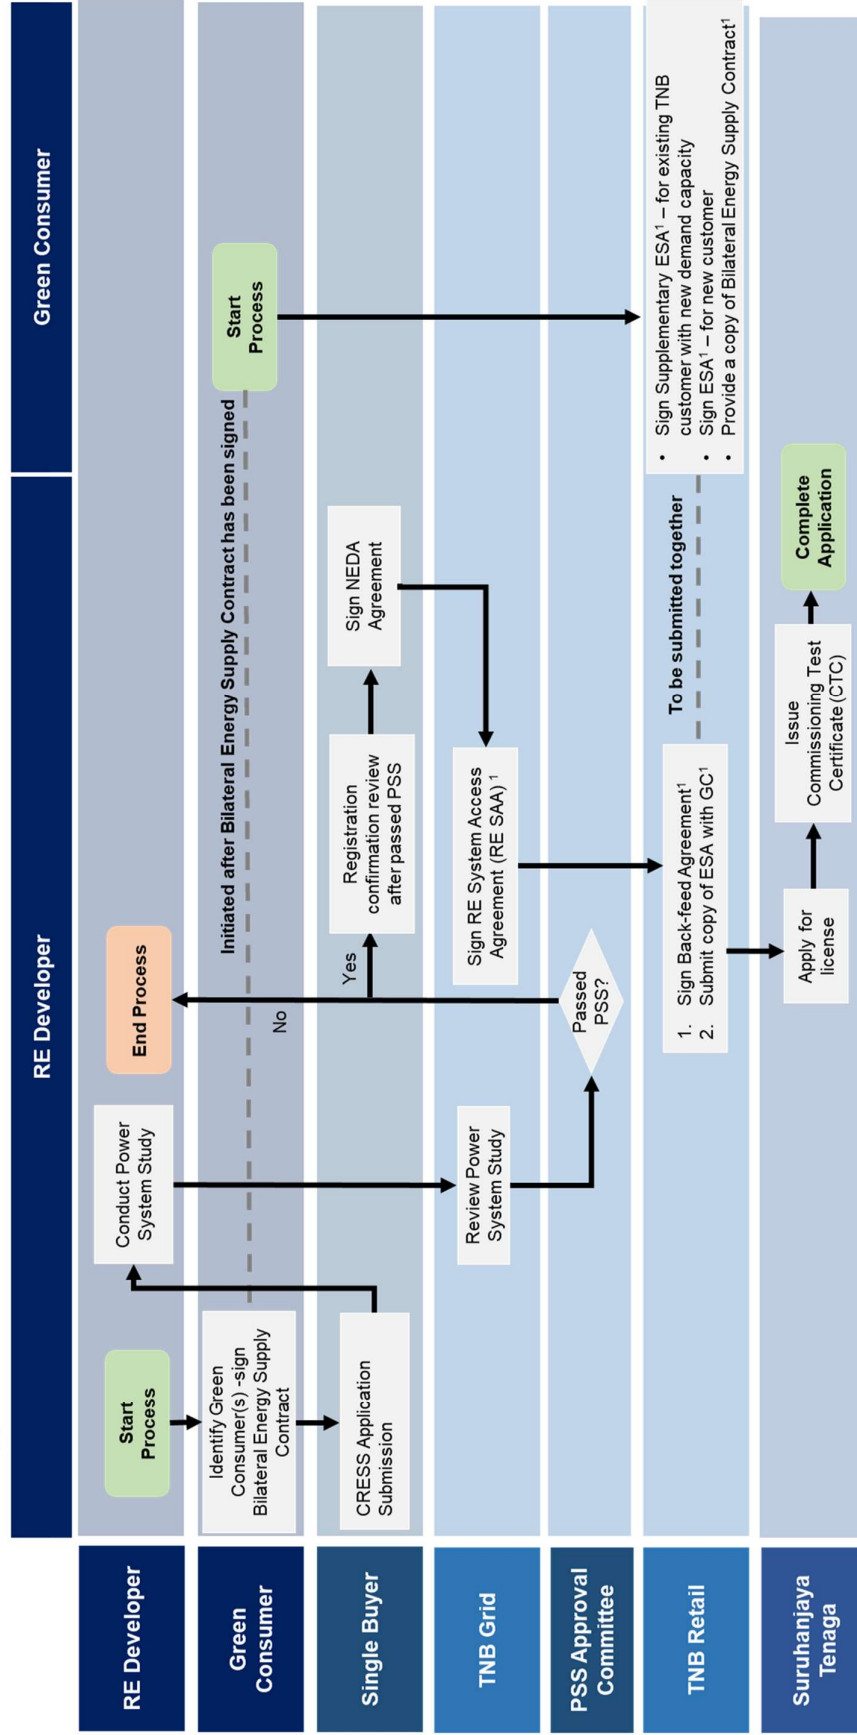 RE Developer
Green Consumer
RE Developer
Start
Process
Conduct Power
System Study
End Process
Green
Consumer
Identify Green
Consumer(s) -sign
Bilateral Energy Supply
Contract
Initiated after Bilateral Energy Supply Contract has been signed
Start
Process
No
Single Buyer
CRESS Application
Submission
Yes
Registration
confirmation review
after passed PSS
Sign NEDA
Agreement
TNB Grid
Review Power
System Study
Sign RE System Access
Agreement (RE SAA) ¹
PSS Approval
Committee
Passed
PSS?
TNB Retail
1. Sign Back-feed Agreement¹
2. Submit copy of ESA with GC¹
To be submitted together
• Sign Supplementary ESA¹ – for existing TNB
customer with new demand capacity
• Sign ESA¹ – for new customer
• Provide a copy of Bilateral Energy Supply Contract¹
Suruhanjaya
Tenaga
Apply for
license
Issue
Commissioning Test
Certificate (CTC)
Complete
Application